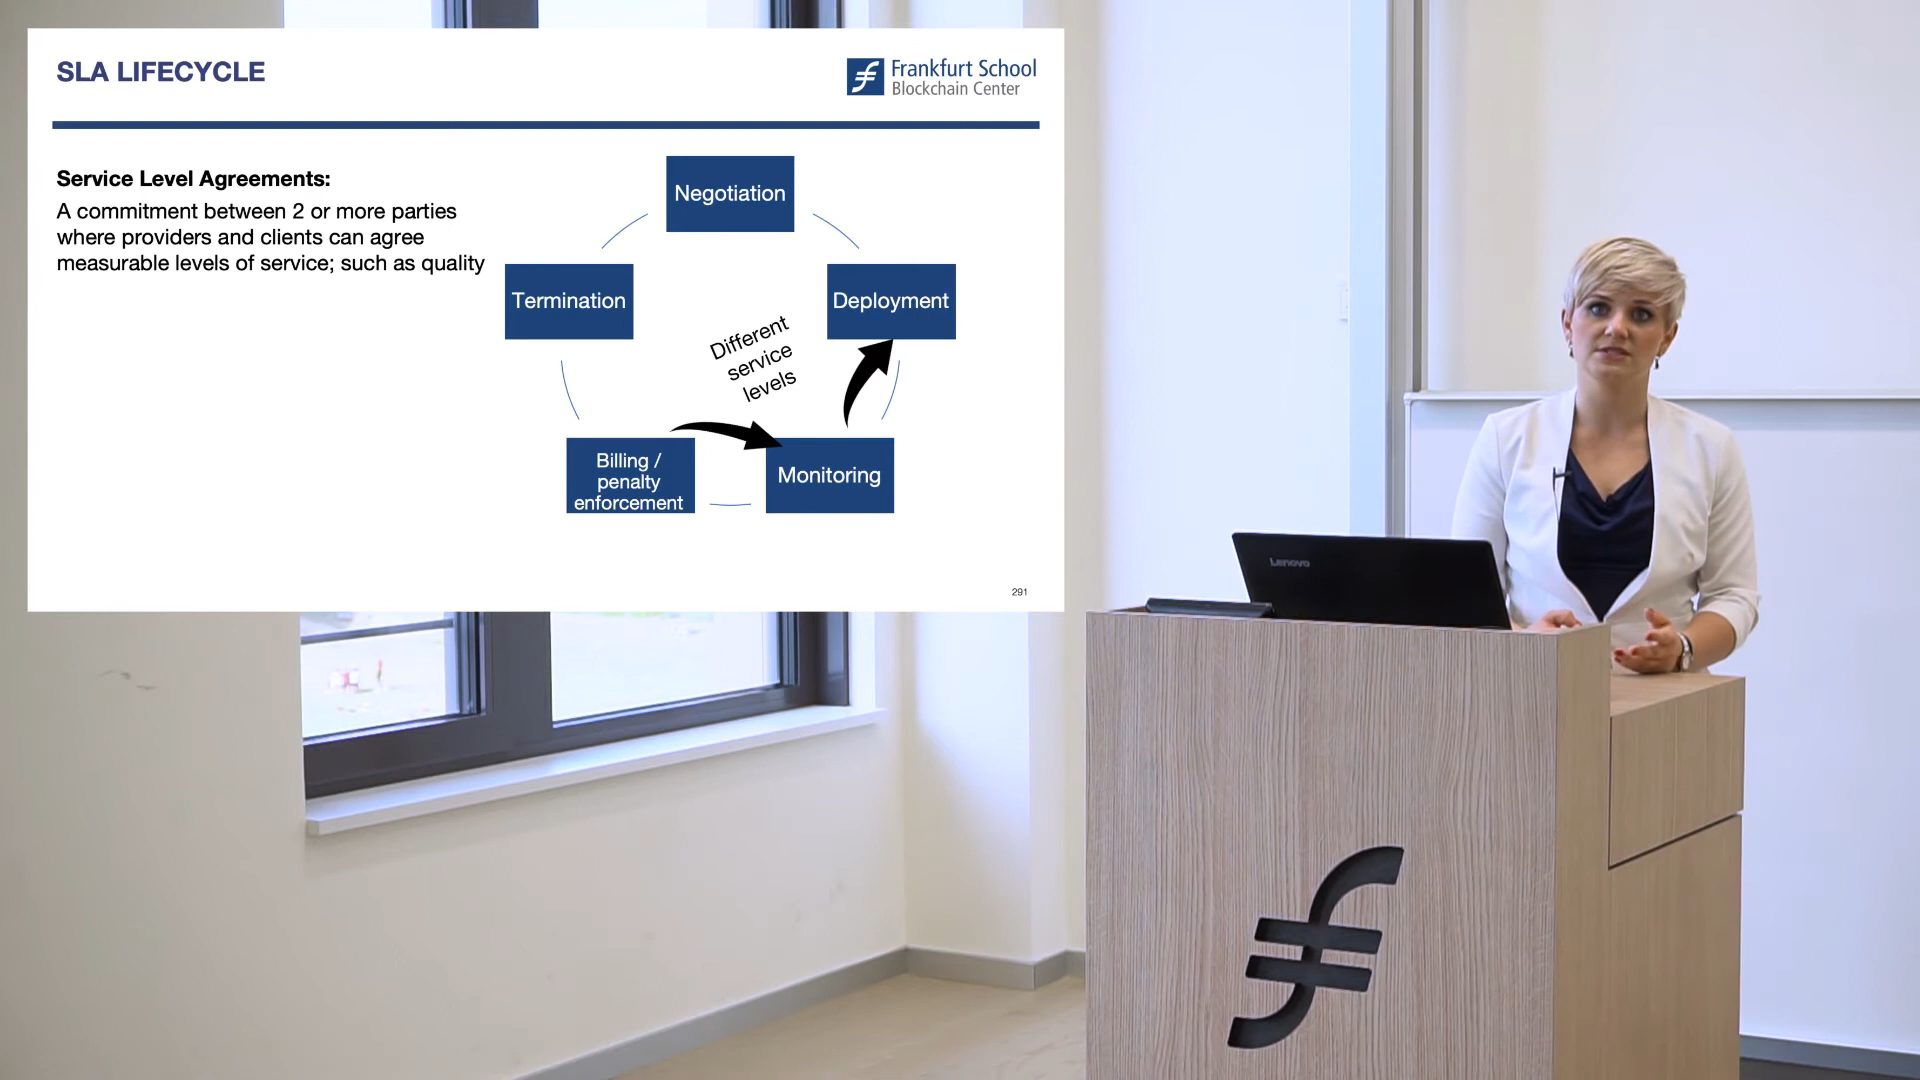 SLA LIFECYCLE
Frankfurt School
Blockchain Center
Service Level Agreements:
A commitment between 2 or more parties
where providers and clients can agree
measurable levels of service; such as quality
Negotiation
Termination
Deployment
Different
service
levels
Billing /
penalty
enforcement
Monitoring
291
Lenovo